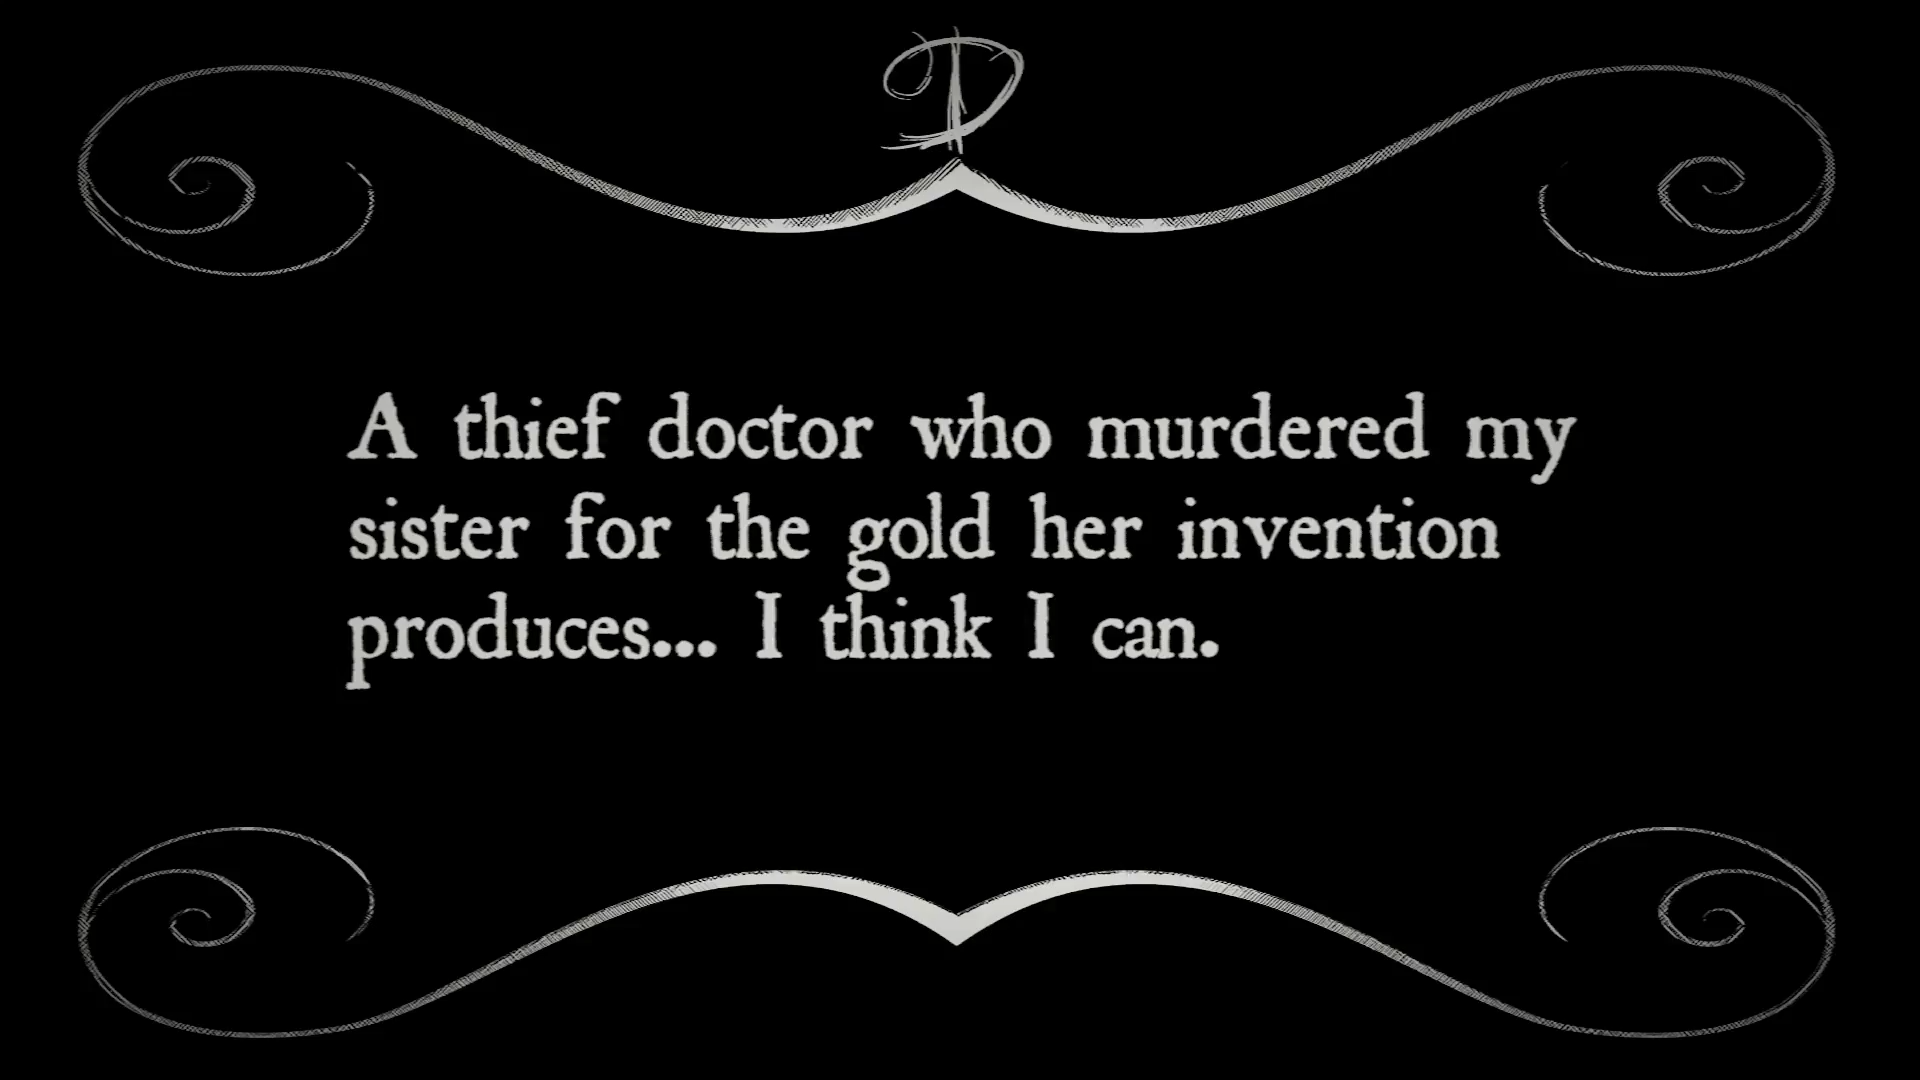 D
A thief doctor who murdered my
sister for the gold her invention
produces... I think I can.